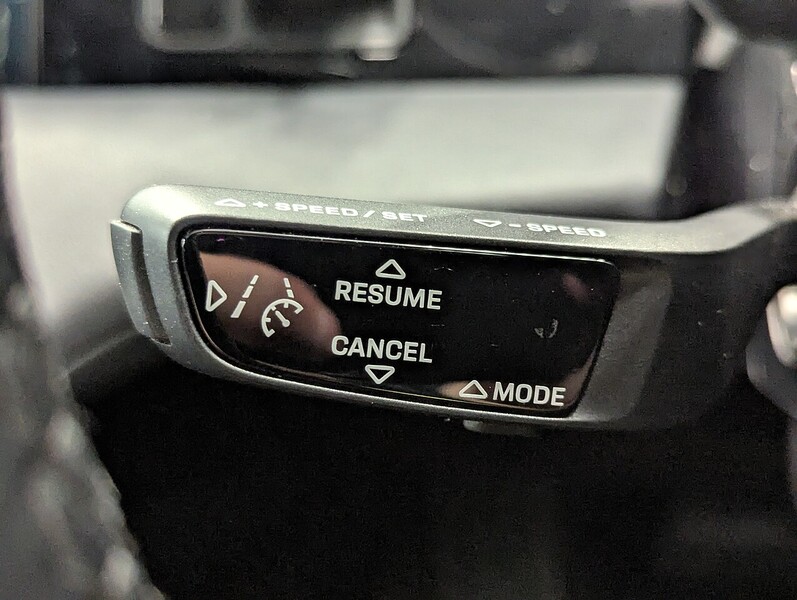 + SPEED / SET
- SPEED
RESUME
CANCEL
MODE